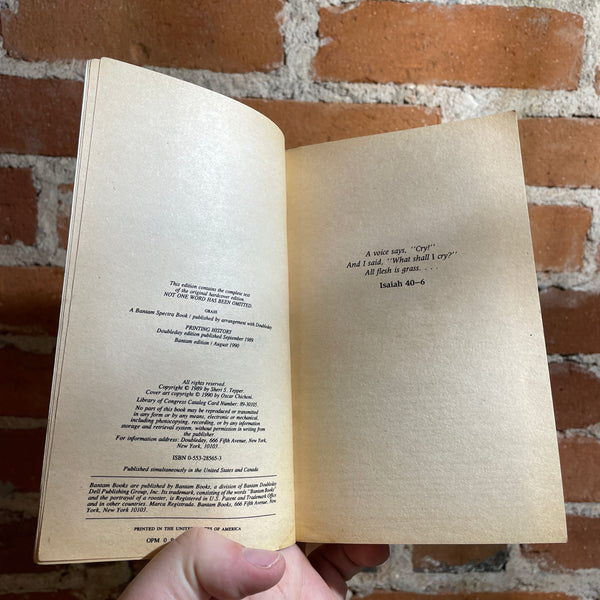 This edition contains the complete text
of the original hardcover edition.
NOT ONE WORD HAS BEEN OMITTED.
GRASS
A Bantam Spectra Book / published by arrangement with Doubleday
PRINTING HISTORY
Doubleday edition published September 1989
Bantam edition / August 1990
All rights reserved.
Copyright © 1989 by Sheri S. Tepper.
Cover art copyright © 1990 by Oscar Chichoni.
Library of Congress Catalog Card Number: 89-30105.
No part of this book may be reproduced or transmitted
in any form or by any means, electronic or mechanical,
including photocopying, recording, or by any information
storage and retrieval system, without permission in writing from
the publisher.
For information address: Doubleday, 666 Fifth Avenue, New York,
New York 10103.
ISBN 0-553-28565-3
Published simultaneously in the United States and Canada
Bantam Books are published by Bantam Books, a division of Bantam Doubleday
Dell Publishing Group, Inc. Its trademark, consisting of the words "Bantam Books"
and the portrayal of a rooster, is Registered in U.S. Patent and Trademark Office
and in other countries. Marca Registrada. Bantam Books, 666 Fifth Avenue, New
York, New York 10103.
PRINTED IN THE UNITED STATES OF AMERICA
OPM 0
A voice says, "Cry!"
And I said, "What shall I cry?"
All flesh is grass. . . .
Isaiah 40–6